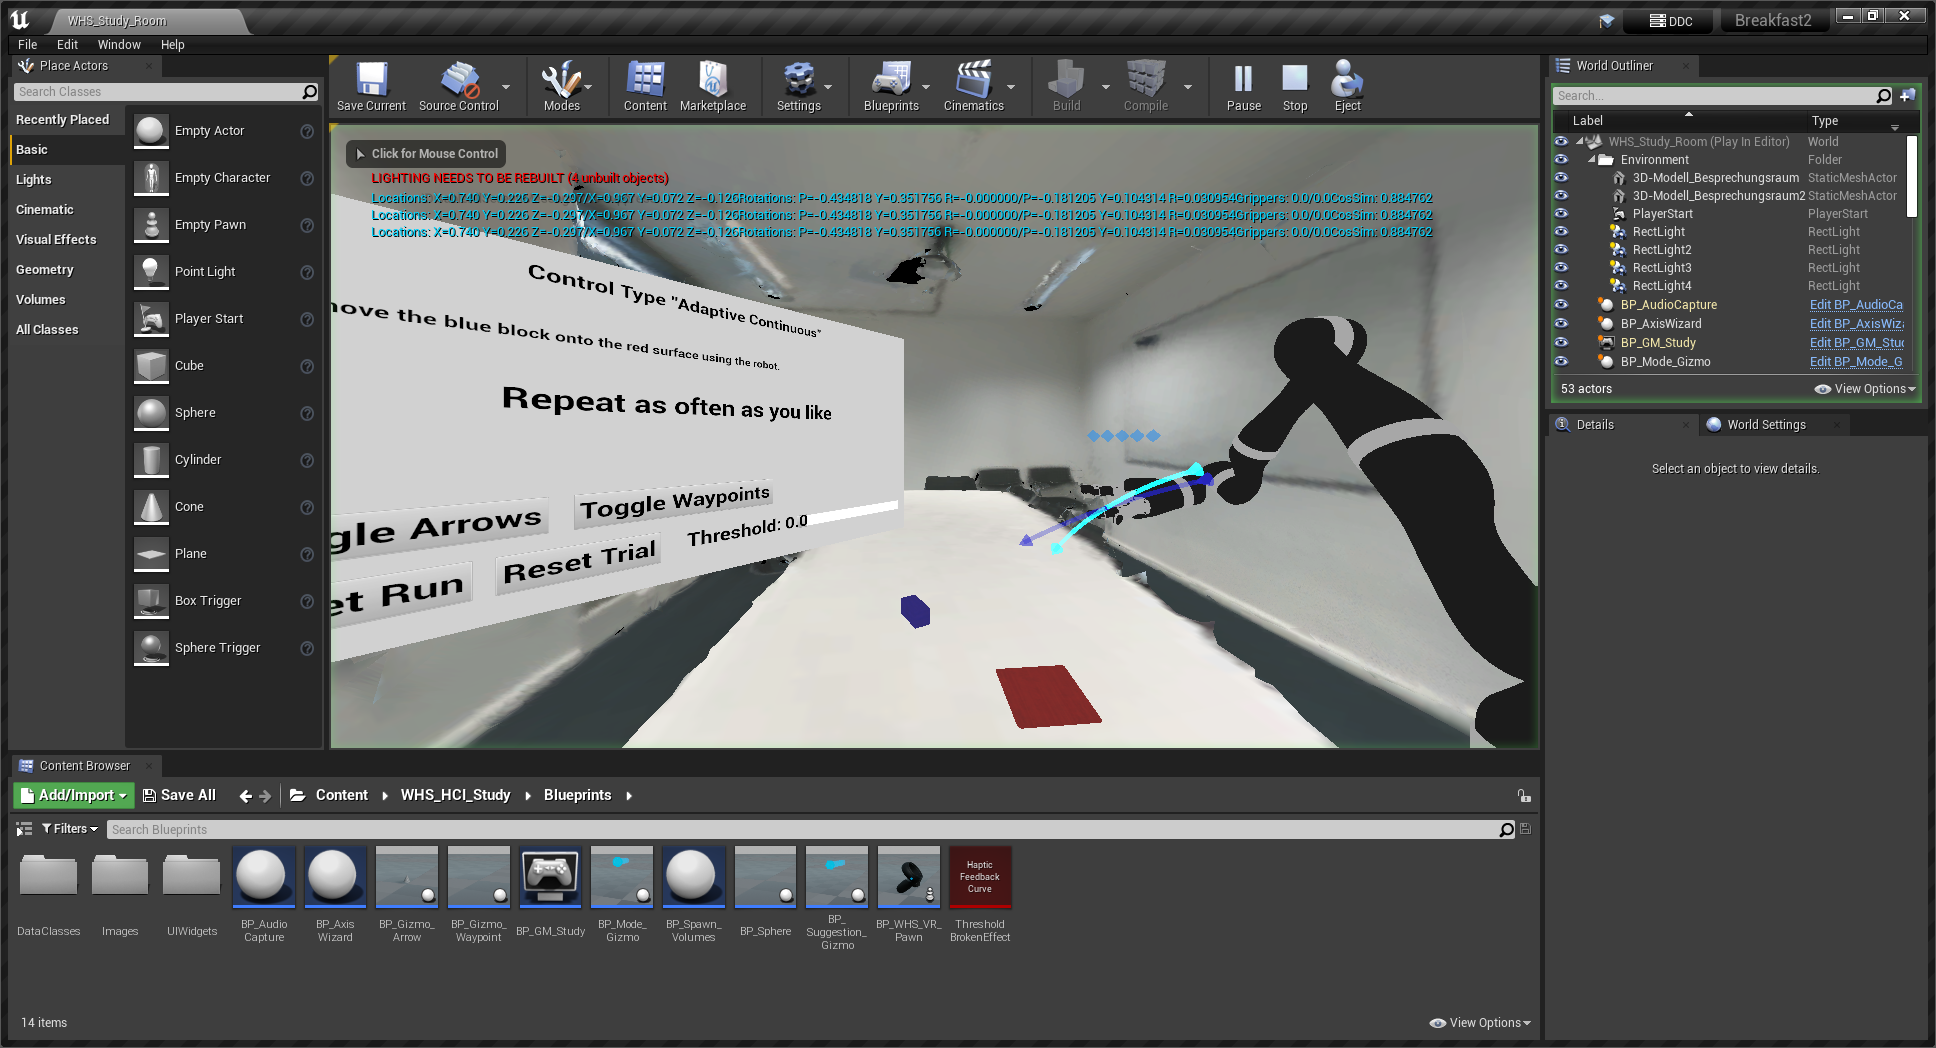 WHS_Study_Room
DDC
Breakfast2
File Edit Window Help
Place Actors
Search Classes
Recently Placed
Basic
Lights
Cinematic
Visual Effects
Geometry
Volumes
All Classes
Empty Actor
Empty Character
Empty Pawn
Point Light
Player Start
Cube
Sphere
Cylinder
Cone
Plane
Box Trigger
Sphere Trigger
Save Current
Source Control
Modes
Content
Marketplace
Settings
Blueprints
Cinematics
Build
Compile
Pause
Stop
Eject
Click for Mouse Control
LIGHTING NEEDS TO BE REBUILT (4 unbuilt objects)
Locations: X=0.740 Y=0.226 Z=-0.297/X=0.967 Y=0.072 Z=-0.126Rotations: P=-0.434818 Y=0.351756 R=-0.000000/P=-0.181205 Y=0.104314 R=0.030954Grippers: 0.0/0.0CosSim: 0.884762
Locations: X=0.740 Y=0.226 Z=-0.297/X=0.967 Y=0.072 Z=-0.126Rotations: P=-0.434818 Y=0.351756 R=-0.000000/P=-0.181205 Y=0.104314 R=0.030954Grippers: 0.0/0.0CosSim: 0.884762
Locations: X=0.740 Y=0.226 Z=-0.297/X=0.967 Y=0.072 Z=-0.126Rotations: P=-0.434818 Y=0.351756 R=-0.000000/P=-0.181205 Y=0.104314 R=0.030954Grippers: 0.0/0.0CosSim: 0.884762
Control Type "Adaptive Continuous"
move the blue block onto the red surface using the robot.
Repeat as often as you like
gle Arrows
Toggle Waypoints
et Run
Reset Trial
Threshold: 0.0
World Outliner
Search...
Label Type
WHS_Study_Room (Play In Editor) World
Environment Folder
3D-Modell_Besprechungsraum StaticMeshActor
3D-Modell_Besprechungsraum2 StaticMeshActor
PlayerStart PlayerStart
RectLight RectLight
RectLight2 RectLight
RectLight3 RectLight
RectLight4 RectLight
BP_AudioCapture Edit BP_AudioCa
BP_AxisWizard Edit BP_AxisWiz
BP_GM_Study Edit BP_GM_Stu
BP_Mode_Gizmo Edit BP_Mode_G
53 actors
View Options
Details
World Settings
Select an object to view details.
Content Browser
Add/Import
Save All
Content
WHS_HCI_Study
Blueprints
Filters
Search Blueprints
DataClasses
Images
UIWidgets
BP_Audio
Capture
BP_Axis
Wizard
BP_Gizmo_
Arrow
BP_Gizmo_
Waypoint
BP_GM_Study
BP_Mode_
Gizmo
BP_Spawn_
Volumes
BP_Sphere
BP_
Suggestion_
Gizmo
BP_WHS_VR_
Pawn
Haptic
Feedback
Curve
Threshold
BrokenEffect
14 items
View Options